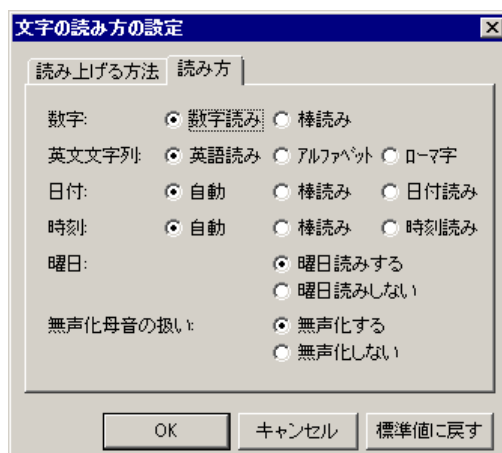 文字の読み方の設定
読み上げる方法 読み方
数字: 数字読み 棒読み
英文文字列: 英語読み アルファベット ローマ字
日付: 自動 棒読み 日付読み
時刻: 自動 棒読み 時刻読み
曜日: 曜日読みする
曜日読みしない
無声化母音の扱い: 無声化する
無声化しない
OK キャンセル 標準値に戻す